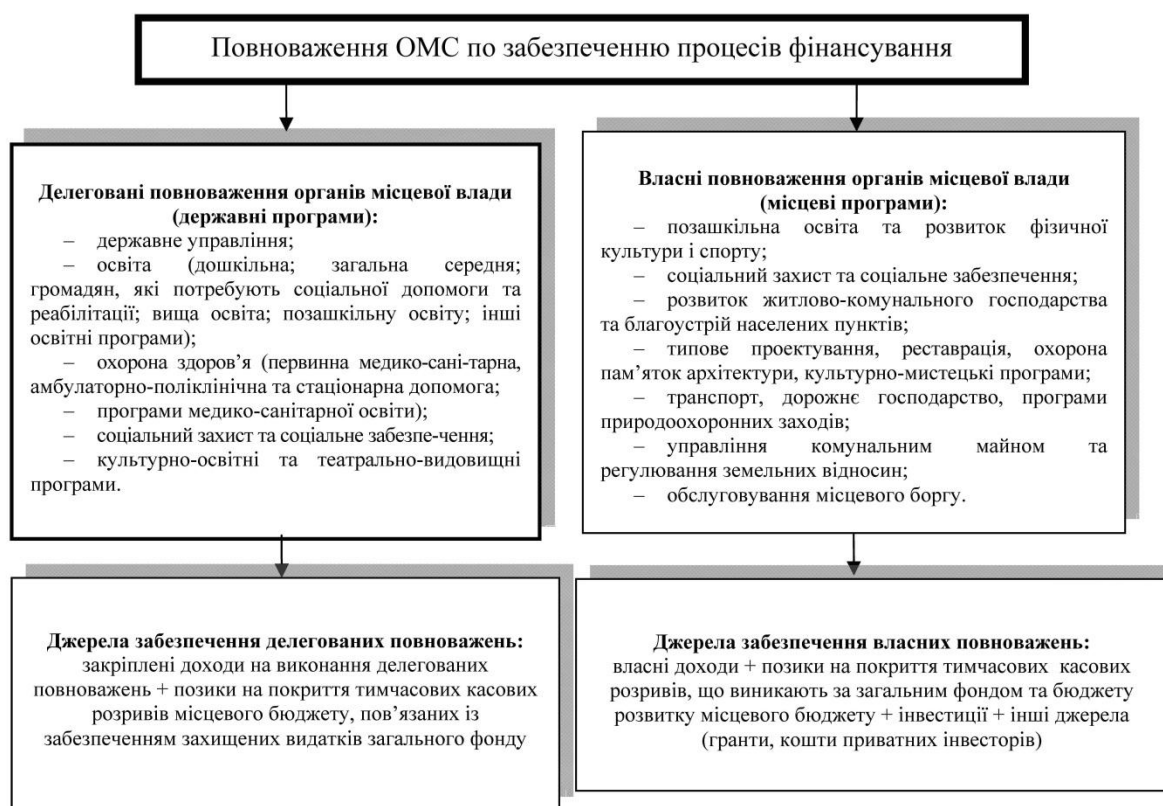 Повноваження ОМС по забезпеченню процесів фінансування
Делеговані повноваження органів місцевої влади
(державні програми):
– державне управління;
– освіта (дошкільна; загальна середня;
громадян, які потребують соціальної допомоги та
реабілітації; вища освіта; позашкільну освіту; інші
освітні програми);
– охорона здоров’я (первинна медико-сані-тарна,
амбулаторно-поліклінічна та стаціонарна допомога;
– програми медико-санітарної освіти);
– соціальний захист та соціальне забезпе-чення;
– культурно-освітні та театрально-видовищні
програми.
Власні повноваження органів місцевої влади
(місцеві програми):
– позашкільна освіта та розвиток фізичної
культури і спорту;
– соціальний захист та соціальне забезпечення;
– розвиток житлово-комунального господарства
та благоустрій населених пунктів;
– типове проектування, реставрація, охорона
пам’яток архітектури, культурно-мистецькі програми;
– транспорт, дорожнє господарство, програми
природоохоронних заходів;
– управління комунальним майном та
регулювання земельних відносин;
– обслуговування місцевого боргу.
Джерела забезпечення делегованих повноважень:
закріплені доходи на виконання делегованих
повноважень + позики на покриття тимчасових касових
розривів місцевого бюджету, пов’язаних із
забезпеченням захищених видатків загального фонду
Джерела забезпечення власних повноважень:
власні доходи + позики на покриття тимчасових касових
розривів, що виникають за загальним фондом та бюджету
розвитку місцевого бюджету + інвестиції + інші джерела
(гранти, кошти приватних інвесторів)